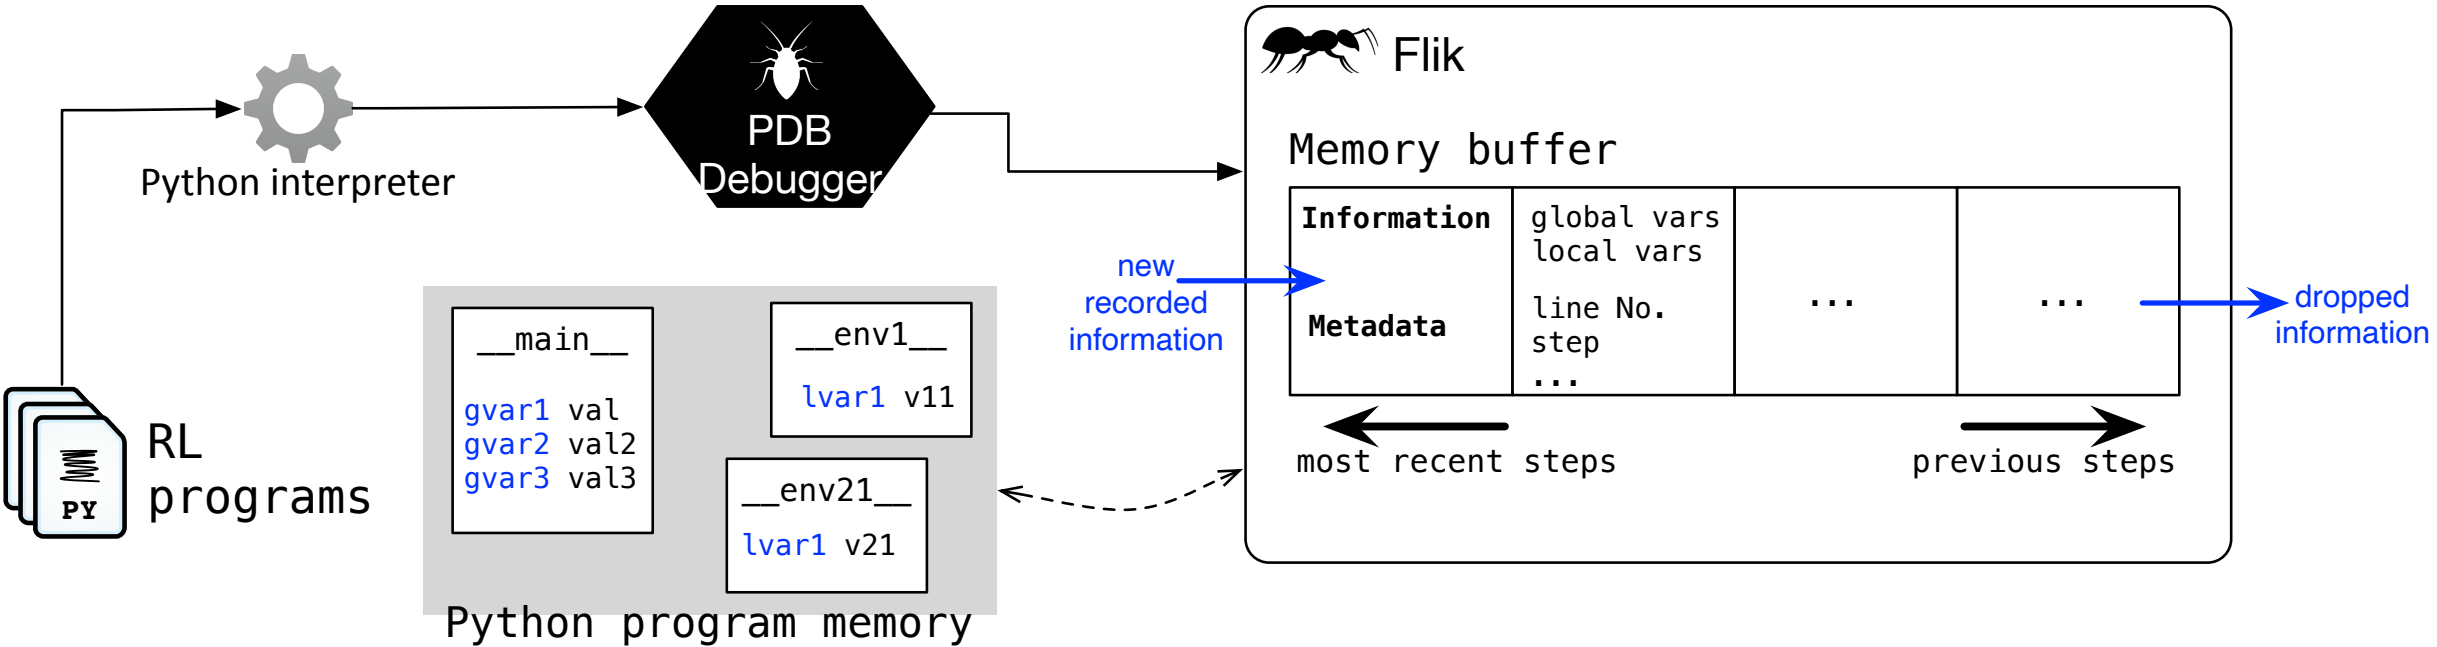 Flik
PDB
Debugger
Python interpreter
Memory buffer
Information
Metadata
global vars
local vars
line No.
step
...
...
...
new
recorded
information
dropped
information
most recent steps
previous steps
RL
programs
PY
__main__
gvar1 val
gvar2 val2
gvar3 val3
__env1__
lvar1 v11
__env21__
lvar1 v21
Python program memory